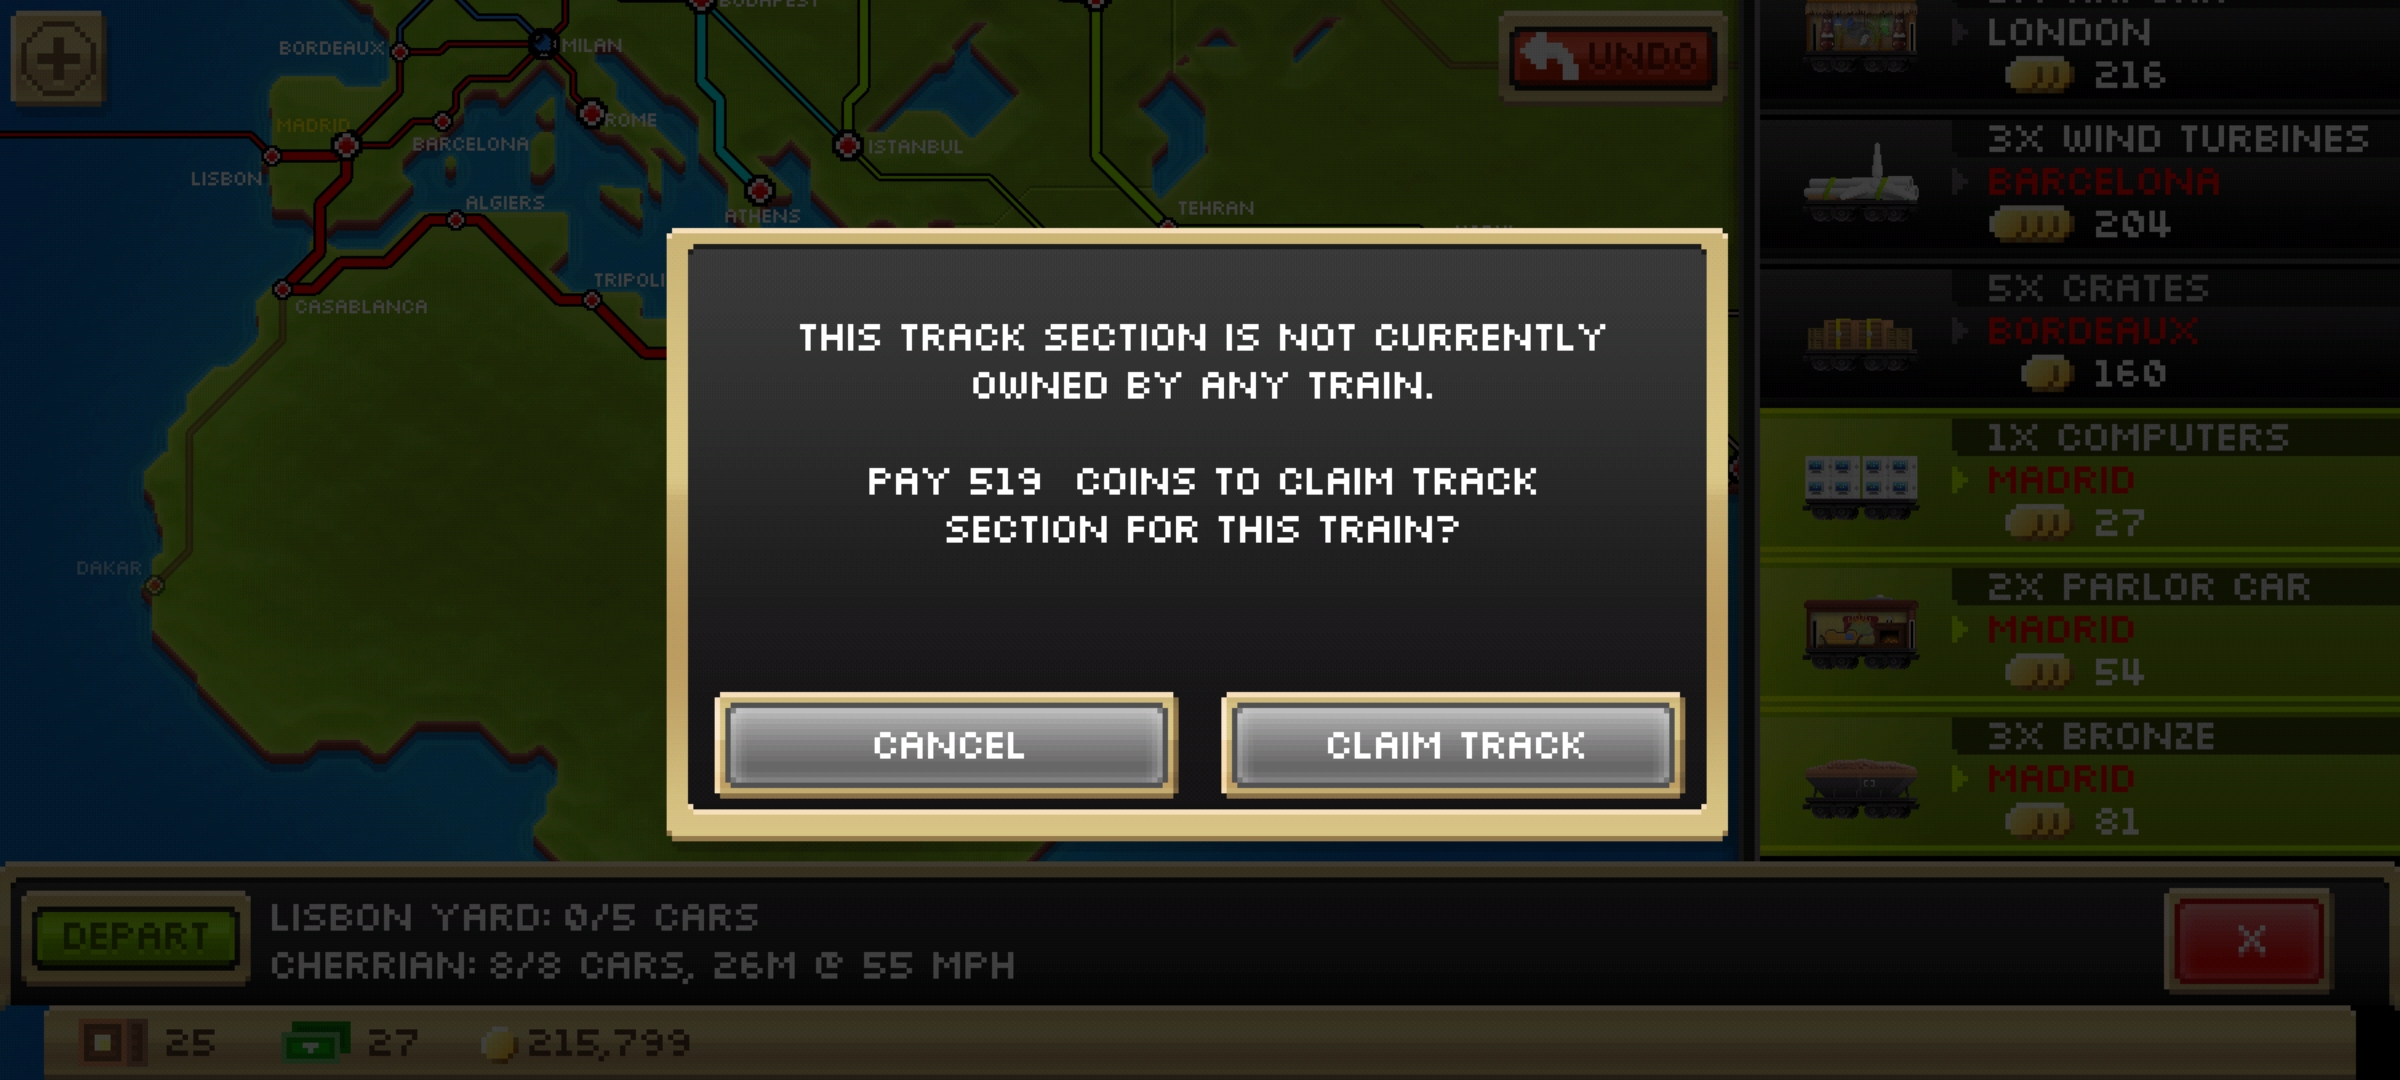 BUDAPEST
BORDEAUX
MILAN
MADRID
ROME
BARCELONA
ISTANBUL
LISBON
ALGIERS
ATHENS
TEHRAN
TRIPOLI
CASABLANCA
DAKAR
UNDO
LONDON
216
3X WIND TURBINES
BARCELONA
204
5X CRATES
BORDEAUX
160
1X COMPUTERS
MADRID
27
2X PARLOR CAR
MADRID
54
3X BRONZE
MADRID
81
THIS TRACK SECTION IS NOT CURRENTLY
OWNED BY ANY TRAIN.
PAY 519 COINS TO CLAIM TRACK
SECTION FOR THIS TRAIN?
CANCEL
CLAIM TRACK
DEPART
LISBON YARD: 0/5 CARS
CHERRIAN: 8/8 CARS, 26M @ 55 MPH
X
25
27
215,799